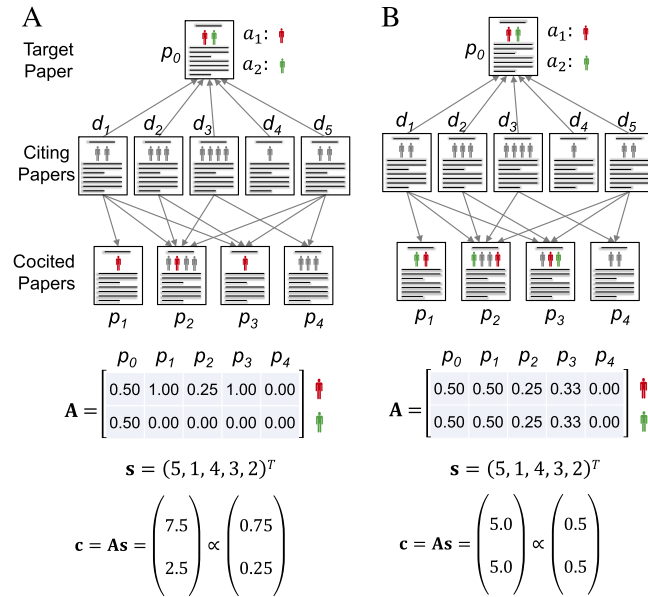 A
Target Paper
p0
a1:
a2:
d1 d2 d3 d4 d5
Citing Papers
Cocited Papers
p1 p2 p3 p4
p0 p1 p2 p3 p4
A =
0.50 1.00 0.25 1.00 0.00
0.50 0.00 0.00 0.00 0.00
s = (5, 1, 4, 3, 2)^T
c = As = (7.5 2.5) ∝ (0.75 0.25)
B
p0
a1:
a2:
d1 d2 d3 d4 d5
p1 p2 p3 p4
p0 p1 p2 p3 p4
A =
0.50 0.50 0.25 0.33 0.00
0.50 0.50 0.25 0.33 0.00
s = (5, 1, 4, 3, 2)^T
c = As = (5.0 5.0) ∝ (0.5 0.5)